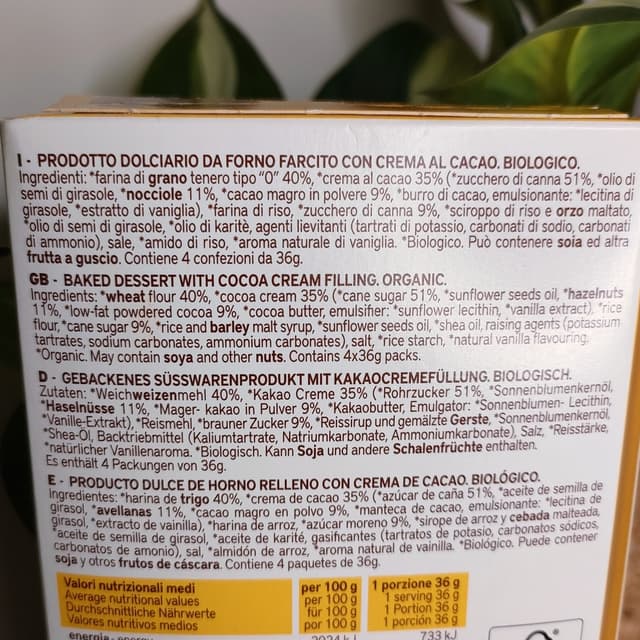 I - PRODOTTO DOLCIARIO DA FORNO FARCITO CON CREMA AL CACAO. BIOLOGICO.
Ingredienti: *farina di grano tenero tipo "0" 40%, *crema al cacao 35% (*zucchero di canna 51%, *olio di
semi di girasole, *nocciole 11%, *cacao magro in polvere 9%, *burro di cacao, emulsionante: *lecitina di
girasole, *estratto di vaniglia), *farina di riso, *zucchero di canna 9%, *sciroppo di riso e orzo maltato,
*olio di semi di girasole, *olio di karitè, agenti lievitanti (tartrati di potassio, carbonati di sodio, carbonati
di ammonio), sale, *amido di riso, *aroma naturale di vaniglia. *Biologico. Può contenere soia ed altra
frutta a guscio. Contiene 4 confezioni da 36g.
GB - BAKED DESSERT WITH COCOA CREAM FILLING. ORGANIC.
Ingredients: *wheat flour 40%, *cocoa cream 35% (*cane sugar 51%, *sunflower seeds oil, *hazelnuts
11%, *low-fat powdered cocoa 9%, *cocoa butter, emulsifier: *sunflower lecithin, *vanilla extract), *rice
flour, *cane sugar 9%, *rice and barley malt syrup, *sunflower seeds oil, *shea oil, raising agents (potassium
tartrates, sodium carbonates, ammonium carbonates), salt, *rice starch, *natural vanilla flavouring.
*Organic. May contain soya and other nuts. Contains 4x36g packs.
D - GEBACKENES SÜSSWARENPRODUKT MIT KAKAOCREMEFÜLLUNG. BIOLOGISCH.
Zutaten: *Weichweizenmehl 40%, *Kakao Creme 35% (*Rohrzucker 51%, *Sonnenblumenkernöl,
*Haselnüsse 11%, *Mager- kakao in Pulver 9%, *Kakaobutter, Emulgator: *Sonnenblumen- Lecithin,
*Vanille-Extrakt), *Reismehl, *brauner Zucker 9%, *Reissirup und gemälzte Gerste, *Sonnenblumenkernöl,
*Shea-Öl, Backtriebmittel (Kaliumtartrate, Natriumkarbonate, Ammoniumkarbonate), Salz, *Reisstärke,
*natürlicher Vanillenaroma. *Biologisch. Kann Soja und andere Schalenfrüchte enthalten.
Es enthält 4 Packungen von 36g.
E - PRODUCTO DULCE DE HORNO RELLENO CON CREMA DE CACAO. BIOLÓGICO.
Ingredientes: *harina de trigo 40%, *crema de cacao 35% (*azúcar de caña 51%, *aceite de semilla de
girasol, *avellanas 11%, *cacao magro en polvo 9%, *manteca de cacao, emulsionante: *lecitina de
girasol, *extracto de vainilla), *harina de arroz, *azúcar moreno 9%, *sirope de arroz y cebada malteada,
*aceite de semilla de girasol, *aceite de karité, gasificantes (tartratos de potasio, carbonatos sódicos,
carbonatos de amonio), sal, *almidón de arroz, *aroma natural de vainilla. *Biológico. Puede contener
soja y otros frutos de cáscara. Contiene 4 paquetes de 36g.
Valori nutrizionali medi per 100 g 1 porzione 36 g
Average nutritional values per 100 g 1 serving 36 g
Durchschnittliche Nährwerte für 100 g 1 Portion 36 g
Valores nutritivos medios por 100 g 1 porción 36 g
energia - energy 733 kJ